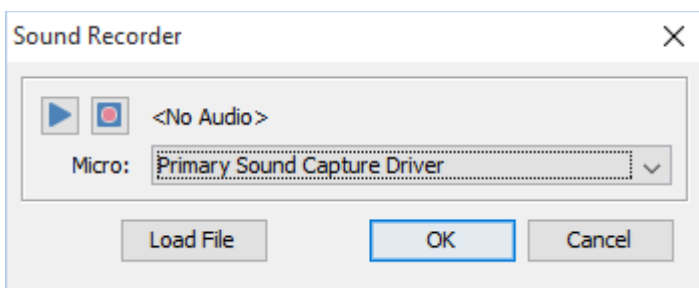 Sound Recorder
<No Audio>
Micro: Primary Sound Capture Driver
Load File OK Cancel